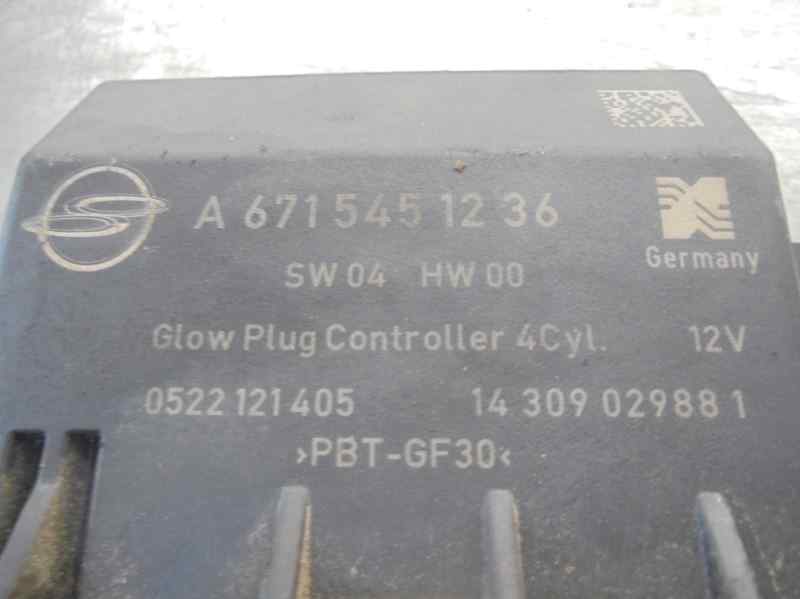 A 671 545 12 36
Germany
SW 04 HW 00
Glow Plug Controller 4Cyl. 12V
0522 121 405 14 309 02988 1
>PBT-GF30<